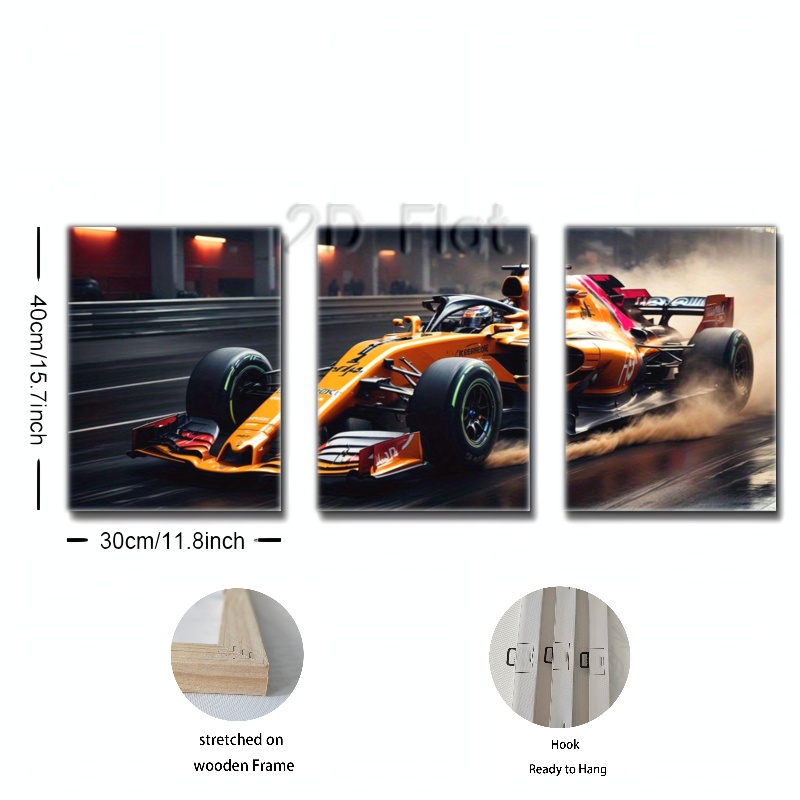 2D Flat
40cm/15.7inch
30cm/11.8inch
stretched on
wooden Frame
Hook
Ready to Hang